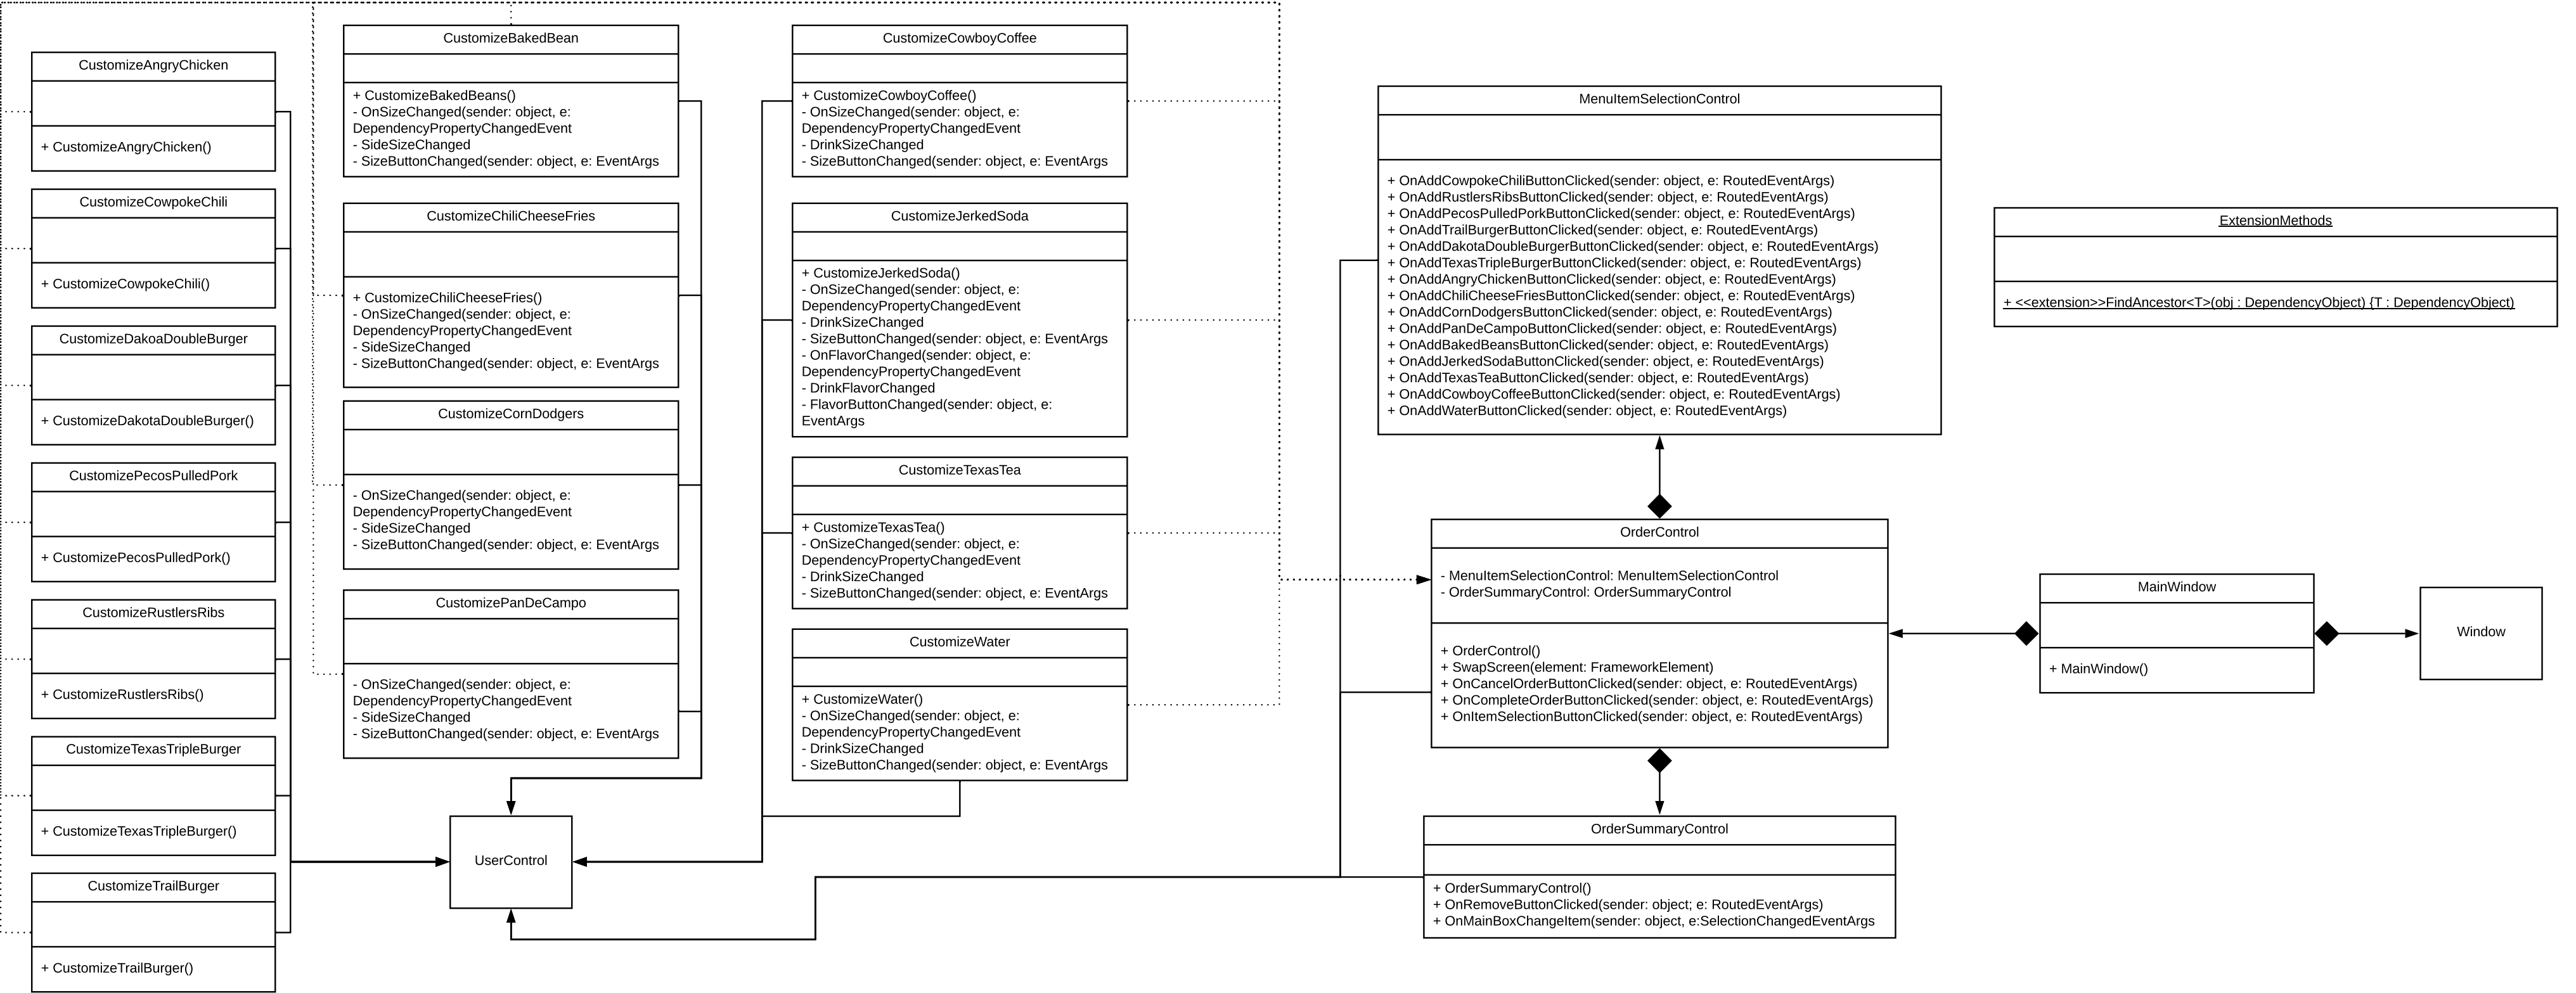 CustomizeAngryChicken
+ CustomizeAngryChicken()
CustomizeCowpokeChili
+ CustomizeCowpokeChili()
CustomizeDakoaDoubleBurger
+ CustomizeDakotaDoubleBurger()
CustomizePecosPulledPork
+ CustomizePecosPulledPork()
CustomizeRustlersRibs
+ CustomizeRustlersRibs()
CustomizeTexasTripleBurger
+ CustomizeTexasTripleBurger()
CustomizeTrailBurger
+ CustomizeTrailBurger()
CustomizeBakedBean
+ CustomizeBakedBeans()
- OnSizeChanged(sender: object, e:
DependencyPropertyChangedEvent
- SideSizeChanged
- SizeButtonChanged(sender: object, e: EventArgs
CustomizeChiliCheeseFries
+ CustomizeChiliCheeseFries()
- OnSizeChanged(sender: object, e:
DependencyPropertyChangedEvent
- SideSizeChanged
- SizeButtonChanged(sender: object, e: EventArgs
CustomizeCornDodgers
- OnSizeChanged(sender: object, e:
DependencyPropertyChangedEvent
- SideSizeChanged
- SizeButtonChanged(sender: object, e: EventArgs
CustomizePanDeCampo
- OnSizeChanged(sender: object, e:
DependencyPropertyChangedEvent
- SideSizeChanged
- SizeButtonChanged(sender: object, e: EventArgs
UserControl
CustomizeCowboyCoffee
+ CustomizeCowboyCoffee()
- OnSizeChanged(sender: object, e:
DependencyPropertyChangedEvent
- DrinkSizeChanged
- SizeButtonChanged(sender: object, e: EventArgs
CustomizeJerkedSoda
+ CustomizeJerkedSoda()
- OnSizeChanged(sender: object, e:
DependencyPropertyChangedEvent
- DrinkSizeChanged
- SizeButtonChanged(sender: object, e: EventArgs
- OnFlavorChanged(sender: object, e:
DependencyPropertyChangedEvent
- DrinkFlavorChanged
- FlavorButtonChanged(sender: object, e:
EventArgs
CustomizeTexasTea
+ CustomizeTexasTea()
- OnSizeChanged(sender: object, e:
DependencyPropertyChangedEvent
- DrinkSizeChanged
- SizeButtonChanged(sender: object, e: EventArgs
CustomizeWater
+ CustomizeWater()
- OnSizeChanged(sender: object, e:
DependencyPropertyChangedEvent
- DrinkSizeChanged
- SizeButtonChanged(sender: object, e: EventArgs
MenuItemSelectionControl
+ OnAddCowpokeChiliButtonClicked(sender: object, e: RoutedEventArgs)
+ OnAddRustlersRibsButtonClicked(sender: object, e: RoutedEventArgs)
+ OnAddPecosPulledPorkButtonClicked(sender: object, e: RoutedEventArgs)
+ OnAddTrailBurgerButtonClicked(sender: object, e: RoutedEventArgs)
+ OnAddDakotaDoubleBurgerButtonClicked(sender: object, e: RoutedEventArgs)
+ OnAddTexasTripleBurgerButtonClicked(sender: object, e: RoutedEventArgs)
+ OnAddAngryChickenButtonClicked(sender: object, e: RoutedEventArgs)
+ OnAddChiliCheeseFriesButtonClicked(sender: object, e: RoutedEventArgs)
+ OnAddCornDodgersButtonClicked(sender: object, e: RoutedEventArgs)
+ OnAddPanDeCampoButtonClicked(sender: object, e: RoutedEventArgs)
+ OnAddBakedBeansButtonClicked(sender: object, e: RoutedEventArgs)
+ OnAddJerkedSodaButtonClicked(sender: object, e: RoutedEventArgs)
+ OnAddTexasTeaButtonClicked(sender: object, e: RoutedEventArgs)
+ OnAddCowboyCoffeeButtonClicked(sender: object, e: RoutedEventArgs)
+ OnAddWaterButtonClicked(sender: object, e: RoutedEventArgs)
OrderControl
- MenuItemSelectionControl: MenuItemSelectionControl
- OrderSummaryControl: OrderSummaryControl
+ OrderControl()
+ SwapScreen(element: FrameworkElement)
+ OnCancelOrderButtonClicked(sender: object, e: RoutedEventArgs)
+ OnCompleteOrderButtonClicked(sender: object, e: RoutedEventArgs)
+ OnItemSelectionButtonClicked(sender: object, e: RoutedEventArgs)
OrderSummaryControl
+ OrderSummaryControl()
+ OnRemoveButtonClicked(sender: object; e: RoutedEventArgs)
+ OnMainBoxChangeItem(sender: object, e:SelectionChangedEventArgs
ExtensionMethods
+ <<extension>>FindAncestor<T>(obj : DependencyObject) {T : DependencyObject)
MainWindow
+ MainWindow()
Window